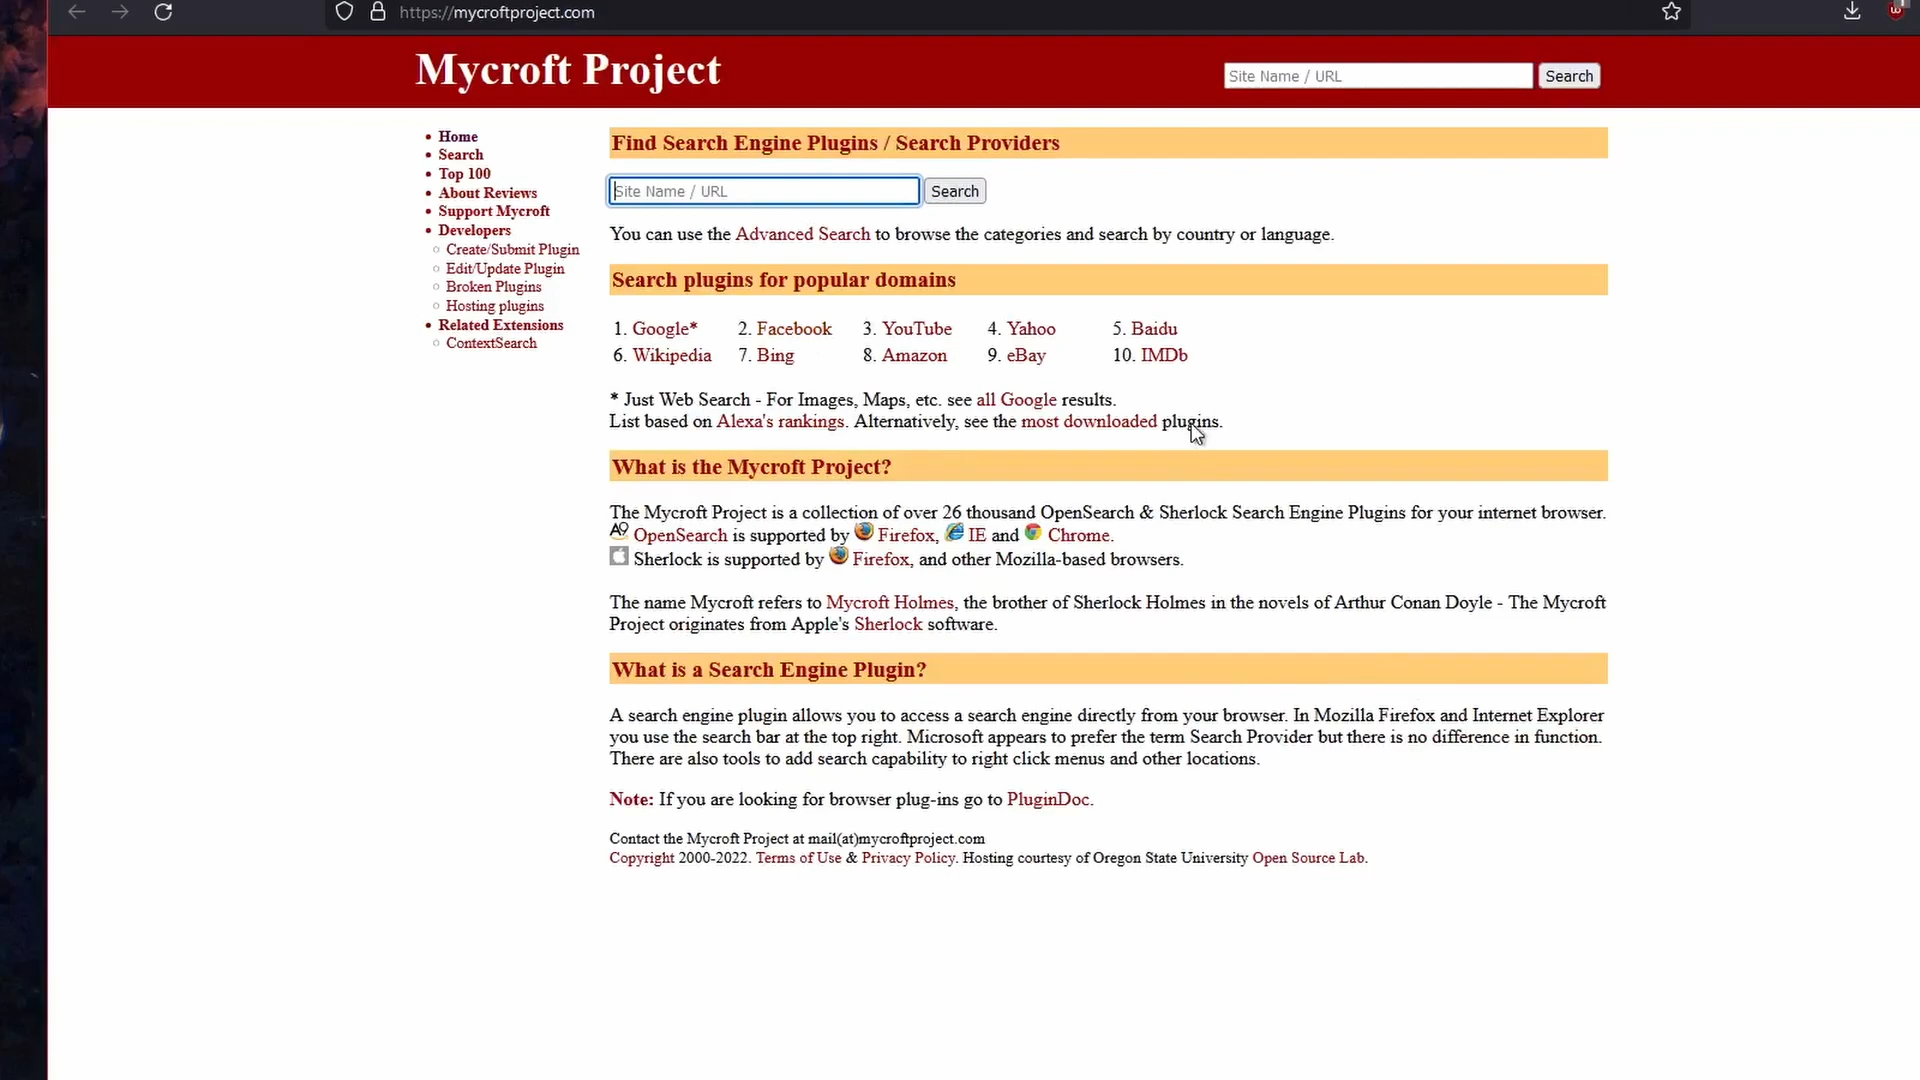 https://mycroftproject.com
Mycroft Project
Site Name / URL
Search
Home
Search
Top 100
About Reviews
Support Mycroft
Developers
Create/Submit Plugin
Edit/Update Plugin
Broken Plugins
Hosting plugins
Related Extensions
ContextSearch
Find Search Engine Plugins / Search Providers
Site Name / URL
Search
You can use the Advanced Search to browse the categories and search by country or language.
Search plugins for popular domains
1. Google* 2. Facebook 3. YouTube 4. Yahoo 5. Baidu
6. Wikipedia 7. Bing 8. Amazon 9. eBay 10. IMDb
* Just Web Search - For Images, Maps, etc. see all Google results.
List based on Alexa's rankings. Alternatively, see the most downloaded plugins.
What is the Mycroft Project?
The Mycroft Project is a collection of over 26 thousand OpenSearch & Sherlock Search Engine Plugins for your internet browser.
OpenSearch is supported by Firefox, IE and Chrome.
Sherlock is supported by Firefox, and other Mozilla-based browsers.
The name Mycroft refers to Mycroft Holmes, the brother of Sherlock Holmes in the novels of Arthur Conan Doyle - The Mycroft
Project originates from Apple's Sherlock software.
What is a Search Engine Plugin?
A search engine plugin allows you to access a search engine directly from your browser. In Mozilla Firefox and Internet Explorer
you use the search bar at the top right. Microsoft appears to prefer the term Search Provider but there is no difference in function.
There are also tools to add search capability to right click menus and other locations.
Note: If you are looking for browser plug-ins go to PluginDoc.
Contact the Mycroft Project at mail(at)mycroftproject.com
Copyright 2000-2022. Terms of Use & Privacy Policy. Hosting courtesy of Oregon State University Open Source Lab.